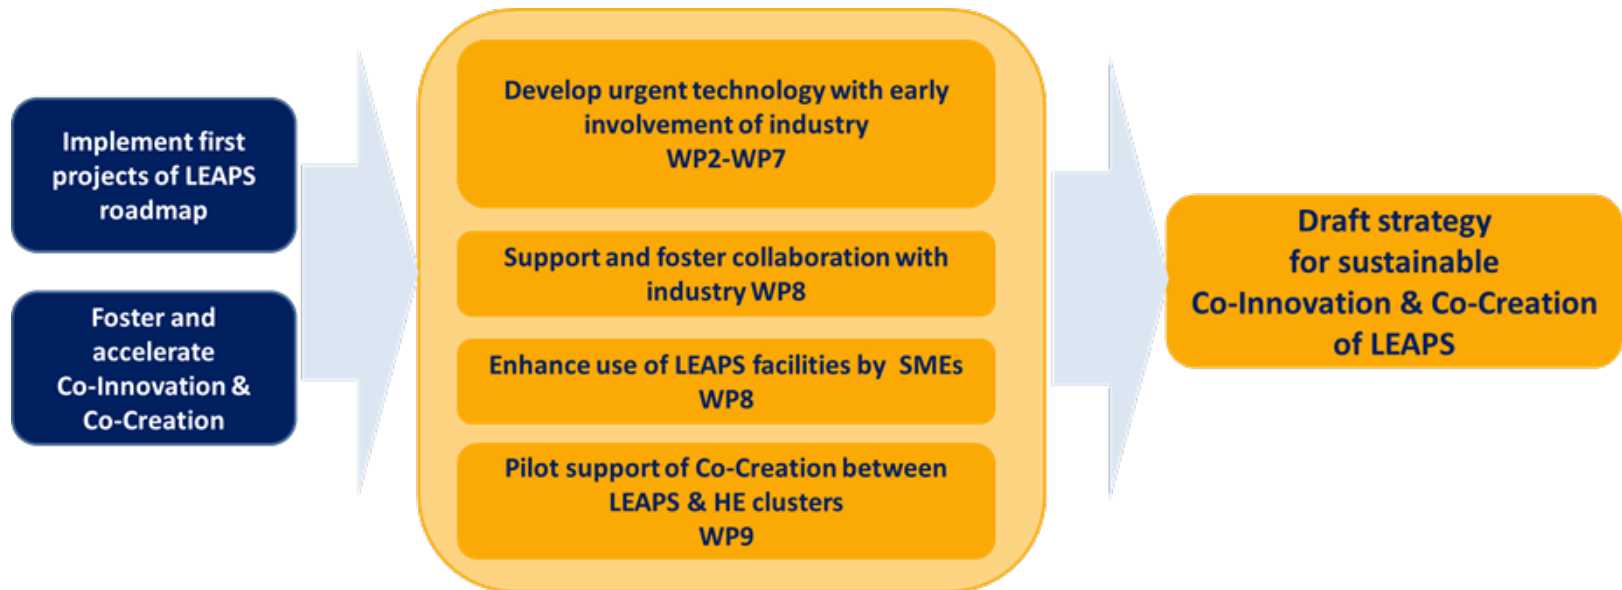 Implement first
projects of LEAPS
roadmap
Foster and
accelerate
Co-Innovation &
Co-Creation
Develop urgent technology with early
involvement of industry
WP2-WP7
Support and foster collaboration with
industry WP8
Enhance use of LEAPS facilities by SMEs
WP8
Pilot support of Co-Creation between
LEAPS & HE clusters
WP9
Draft strategy
for sustainable
Co-Innovation & Co-Creation
of LEAPS